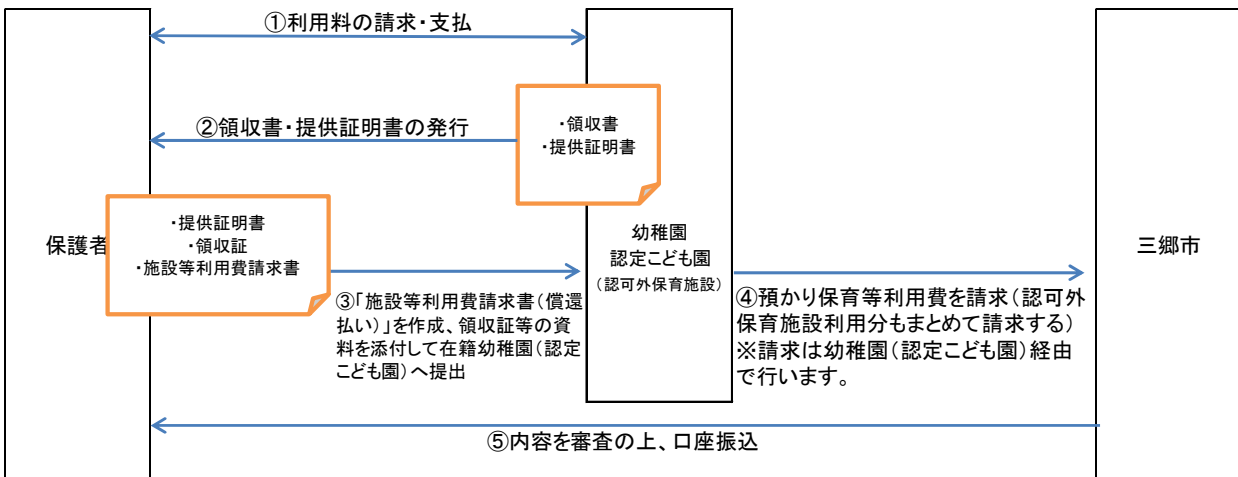 ①利用料の請求・支払
②領収書・提供証明書の発行
・領収書
・提供証明書
保護者
・提供証明書
・領収証
・施設等利用費請求書
③「施設等利用費請求書(償還
払い)」を作成、領収証等の資
料を添付して在籍幼稚園(認定
こども園)へ提出
幼稚園
認定こども園
(認可外保育施設)
④預かり保育等利用費を請求(認可外
保育施設利用分もまとめて請求する)
※請求は幼稚園(認定こども園)経由
で行います。
三郷市
⑤内容を審査の上、口座振込